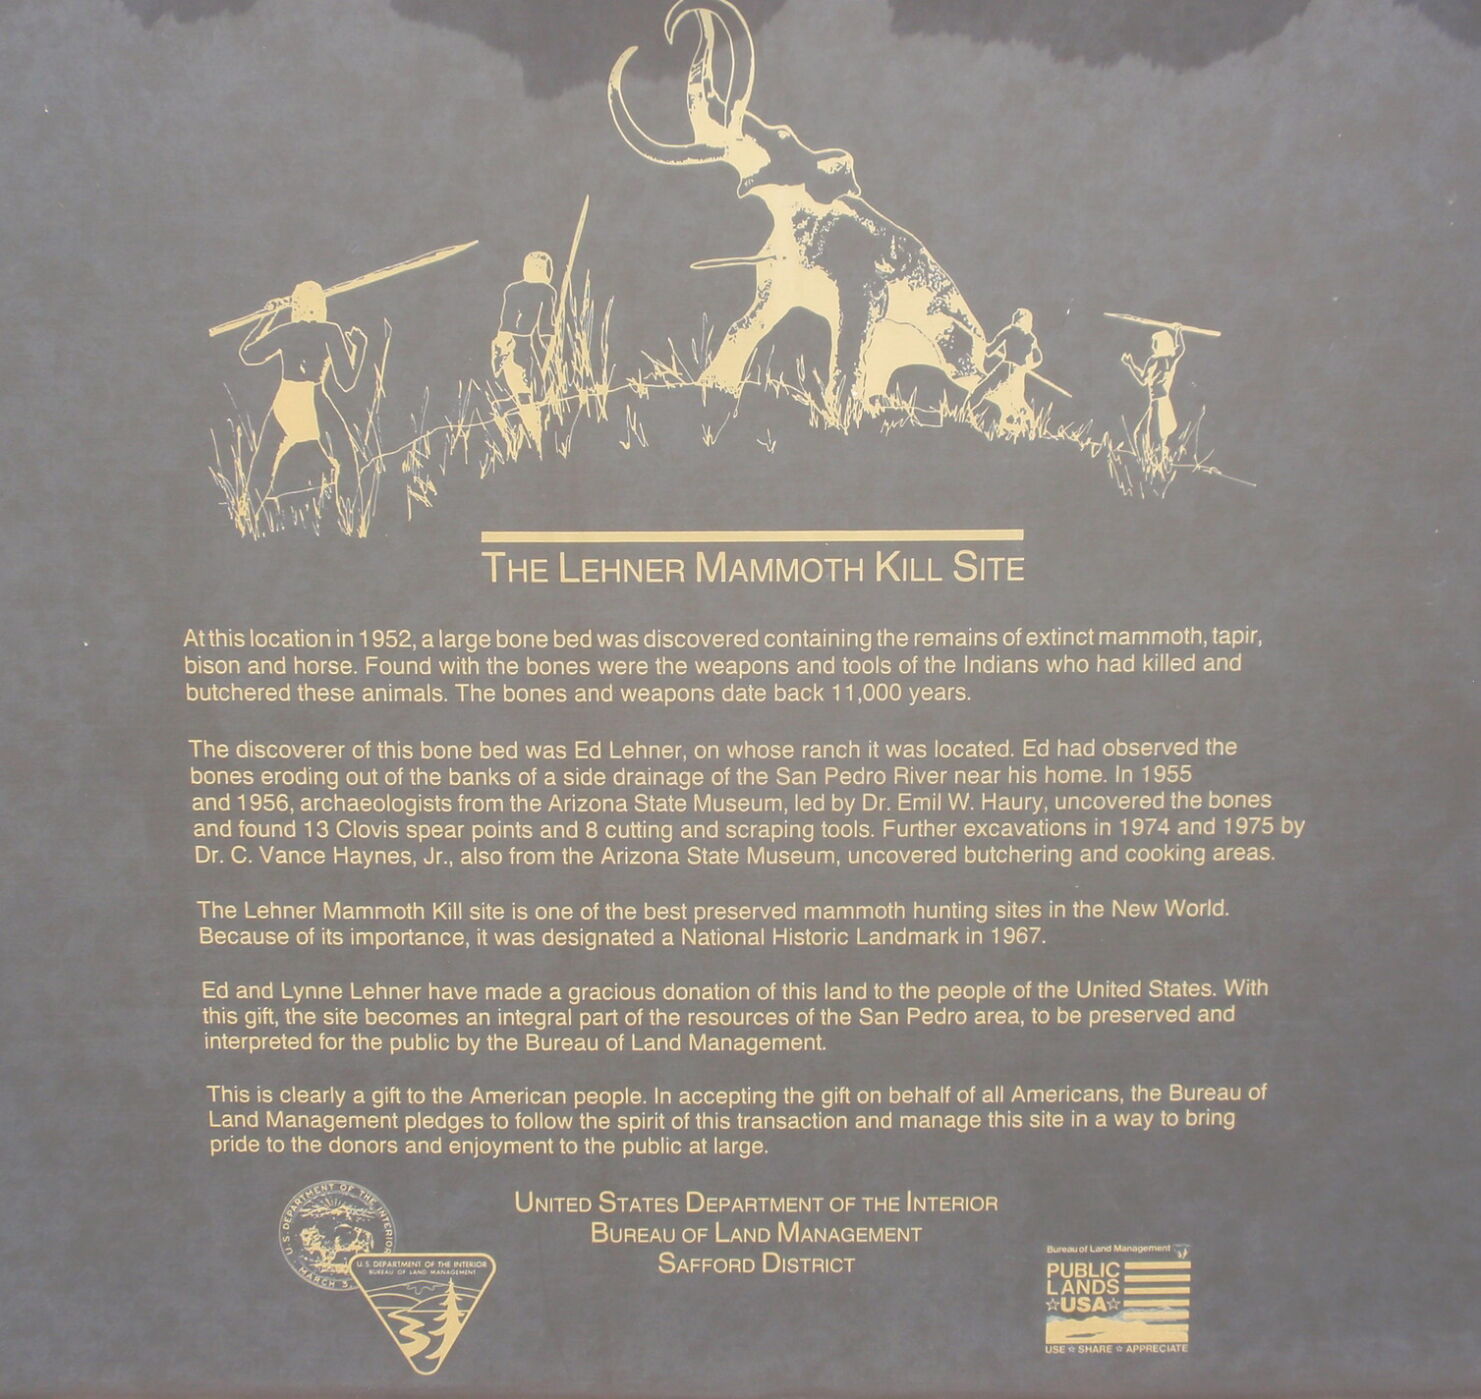 THE LEHNER MAMMOTH KILL SITE
At this location in 1952, a large bone bed was discovered containing the remains of extinct mammoth, tapir,
bison and horse. Found with the bones were the weapons and tools of the Indians who had killed and
butchered these animals. The bones and weapons date back 11,000 years.
The discoverer of this bone bed was Ed Lehner, on whose ranch it was located. Ed had observed the
bones eroding out of the banks of a side drainage of the San Pedro River near his home. In 1955
and 1956, archaeologists from the Arizona State Museum, led by Dr. Emil W. Haury, uncovered the bones
and found 13 Clovis spear points and 8 cutting and scraping tools. Further excavations in 1974 and 1975 by
Dr. C. Vance Haynes, Jr., also from the Arizona State Museum, uncovered butchering and cooking areas.
The Lehner Mammoth Kill site is one of the best preserved mammoth hunting sites in the New World.
Because of its importance, it was designated a National Historic Landmark in 1967.
Ed and Lynne Lehner have made a gracious donation of this land to the people of the United States. With
this gift, the site becomes an integral part of the resources of the San Pedro area, to be preserved and
interpreted for the public by the Bureau of Land Management.
This is clearly a gift to the American people. In accepting the gift on behalf of all Americans, the Bureau of
Land Management pledges to follow the spirit of this transaction and manage this site in a way to bring
pride to the donors and enjoyment to the public at large.
UNITED STATES DEPARTMENT OF THE INTERIOR
BUREAU OF LAND MANAGEMENT
SAFFORD DISTRICT
U.S. DEPARTMENT OF THE INTERIOR
MARCH 3,
U.S. DEPARTMENT OF THE INTERIOR
BUREAU OF LAND MANAGEMENT
Bureau of Land Management
PUBLIC
LANDS
☆USA☆
USE ☆ SHARE ☆ APPRECIATE